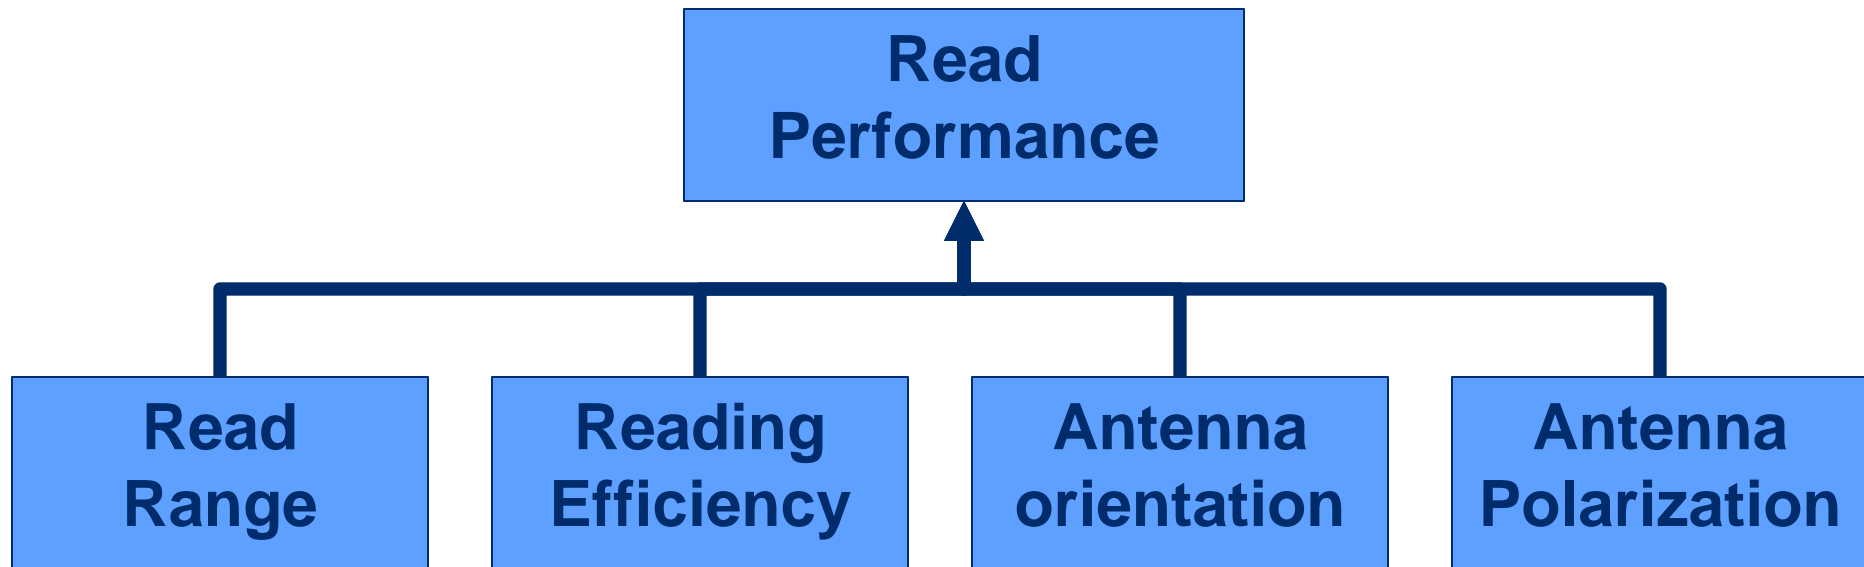 Read
Performance
Read
Range
Reading
Efficiency
Antenna
orientation
Antenna
Polarization